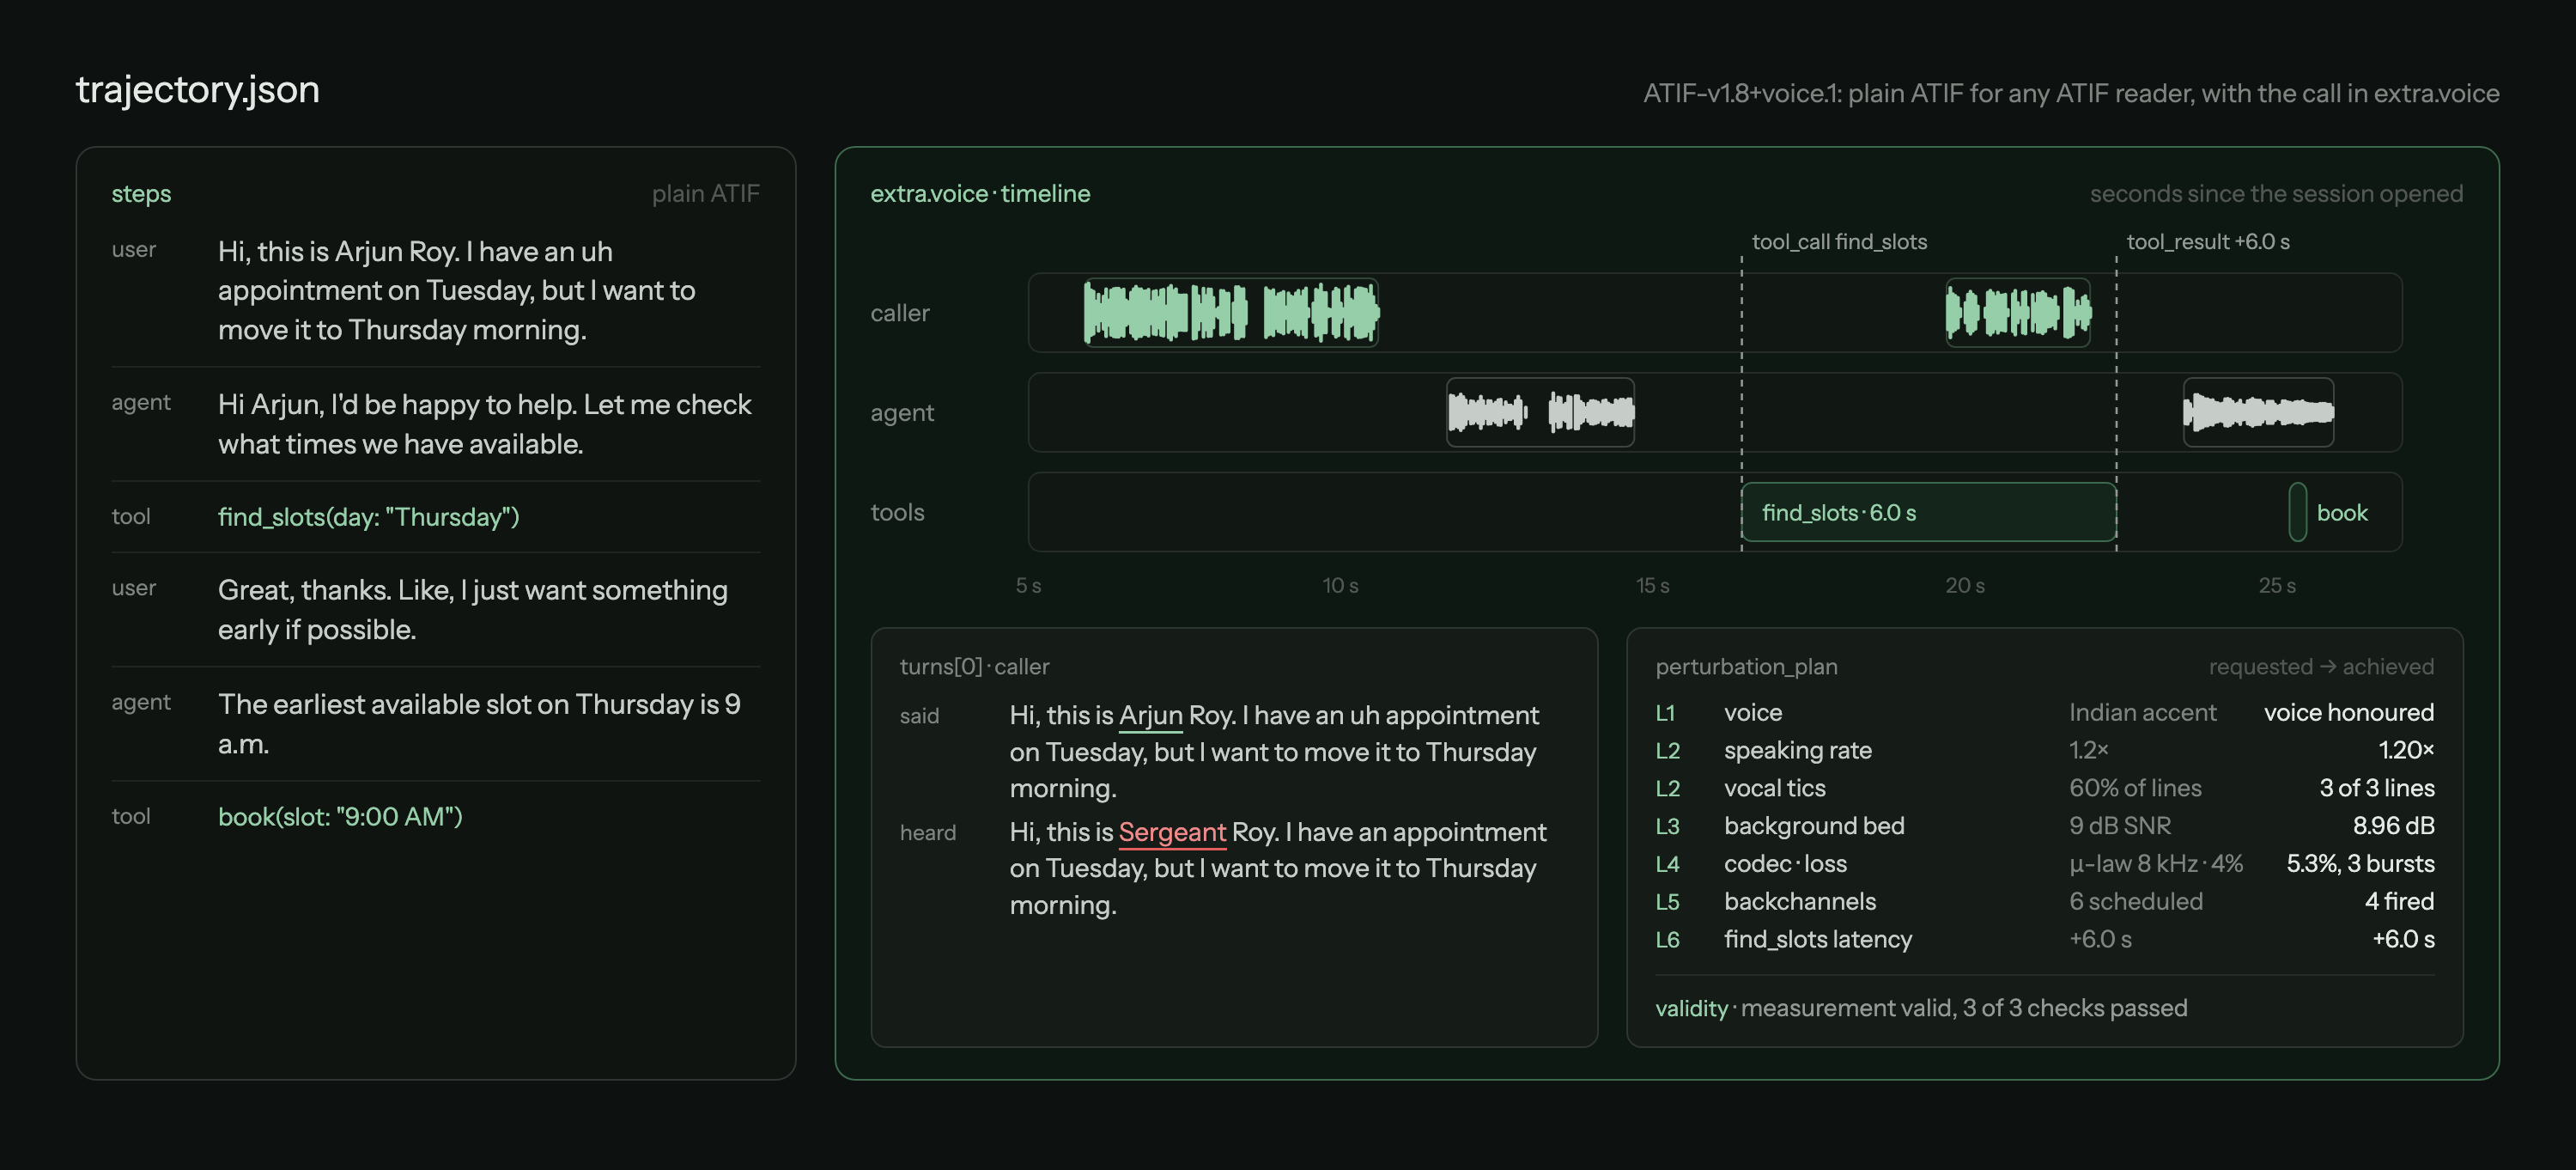 trajectory.json
ATIF-v1.8+voice.1: plain ATIF for any ATIF reader, with the call in extra.voice
steps
plain ATIF
user
Hi, this is Arjun Roy. I have an uh
appointment on Tuesday, but I want to
move it to Thursday morning.
agent
Hi Arjun, I'd be happy to help. Let me check
what times we have available.
tool
find_slots(day: "Thursday")
user
Great, thanks. Like, I just want something
early if possible.
agent
The earliest available slot on Thursday is 9
a.m.
tool
book(slot: "9:00 AM")
extra.voice · timeline
seconds since the session opened
tool_call find_slots
tool_result +6.0 s
caller
agent
tools
find_slots · 6.0 s
book
5 s
10 s
15 s
20 s
25 s
turns[0] · caller
said
Hi, this is Arjun Roy. I have an uh appointment
on Tuesday, but I want to move it to Thursday
morning.
heard
Hi, this is Sergeant Roy. I have an appointment
on Tuesday, but I want to move it to Thursday
morning.
perturbation_plan
requested → achieved
L1 voice Indian accent voice honoured
L2 speaking rate 1.2× 1.20×
L2 vocal tics 60% of lines 3 of 3 lines
L3 background bed 9 dB SNR 8.96 dB
L4 codec · loss μ-law 8 kHz · 4% 5.3%, 3 bursts
L5 backchannels 6 scheduled 4 fired
L6 find_slots latency +6.0 s +6.0 s
validity · measurement valid, 3 of 3 checks passed